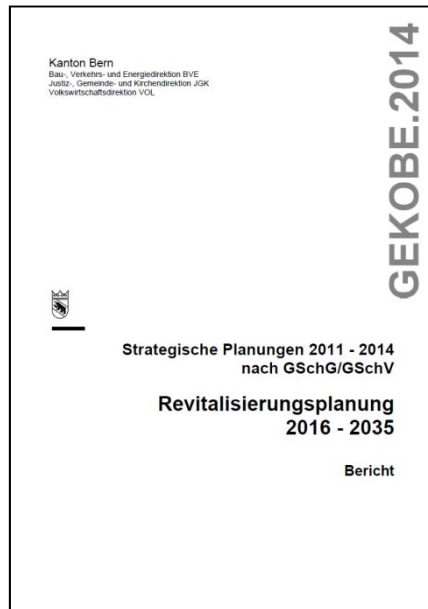 Kanton Bern
Bau-, Verkehrs- und Energiedirektion BVE
Justiz-, Gemeinde- und Kirchendirektion JGK
Volkswirtschaftsdirektion VOL
GEKOBE.2014
Strategische Planungen 2011 - 2014
nach GSchG/GSchV
Revitalisierungsplanung
2016 - 2035
Bericht